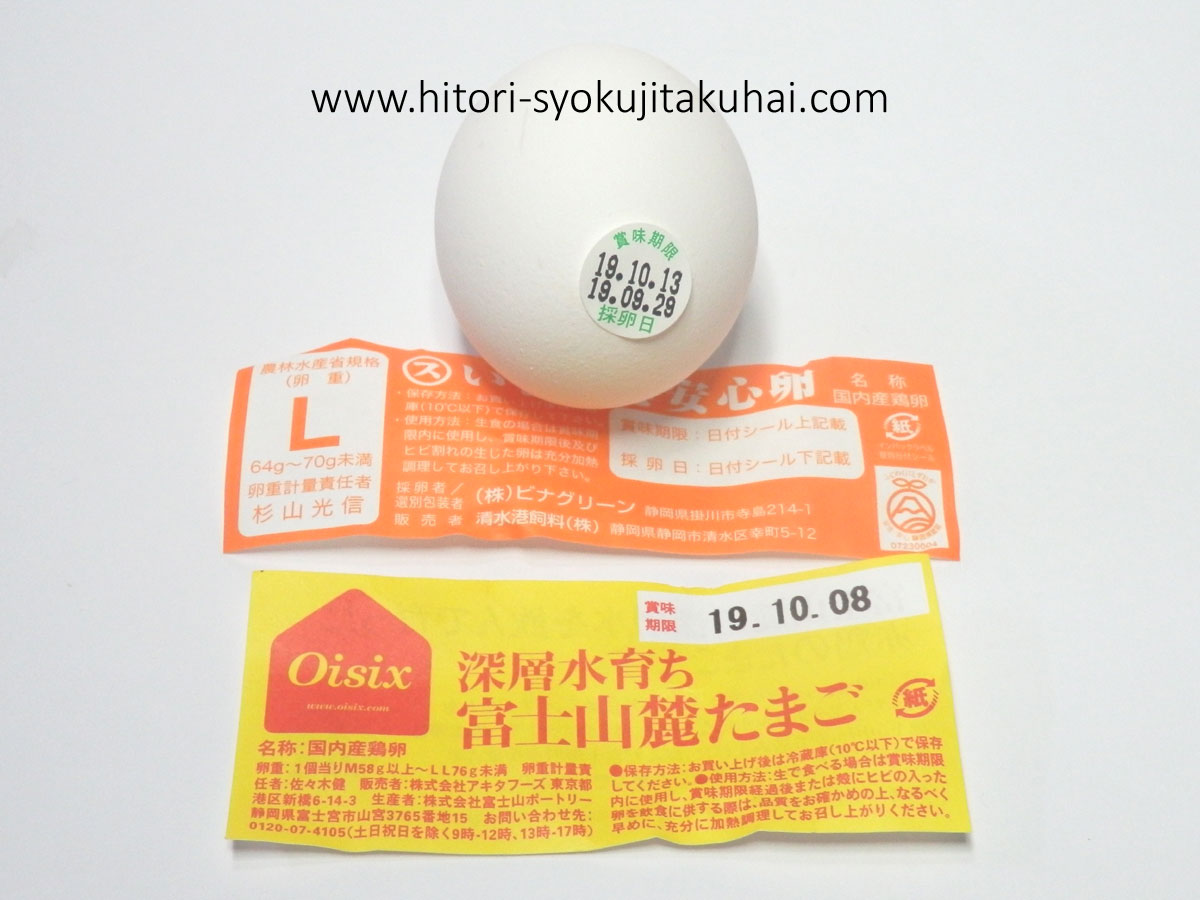 www.hitori-syokujitakuhai.com
賞味期限
19.10.13
19.09.29
採卵日
農林水産省規格
(卵 重)
L
64g〜70g未満
卵重計量責任者
杉山光信
ス い
安心卵
・保存方法:お買い
庫(10℃以下)で保存
・使用方法:生食の場合は賞味期
限内に使用し、賞味期限後及び
ヒビ割れの生じた卵は充分加熱
調理してお召し上がり下さい。
賞味期限:日付シール上記載
採卵日:日付シール下記載
名称
国内産鶏卵
紙
採卵者/
選別包装者 (株)ビナグリーン 静岡県掛川市寺島214-1
販売者 清水港飼料(株) 静岡県静岡市清水区幸町5-12
07230604
Oisix
www.oisix.com
賞味
期限
19.10.08
深層水育ち
富士山麓たまご
紙
名称:国内産鶏卵
卵重:1個当りM58g以上〜LL76g未満 卵重計量責
任者:佐々木健 販売者:株式会社アキタフーズ 東京都
港区新橋6-14-3 生産者:株式会社富士山ポートリー
静岡県富士宮市山宮3765番地15 お問い合わせ先:
0120-07-4105(土日祝日を除く9時-12時、13時-17時)
●保存方法:お買い上げ後は冷蔵庫(10℃以下)で保存
してください。●使用方法:生で食べる場合は賞味期限
内に使用し、賞味期限経過後または殻にヒビの入った
卵を飲食に供する際は、品質をお確かめの上、なるべく
早めに、充分に加熱調理してお召し上がりください。